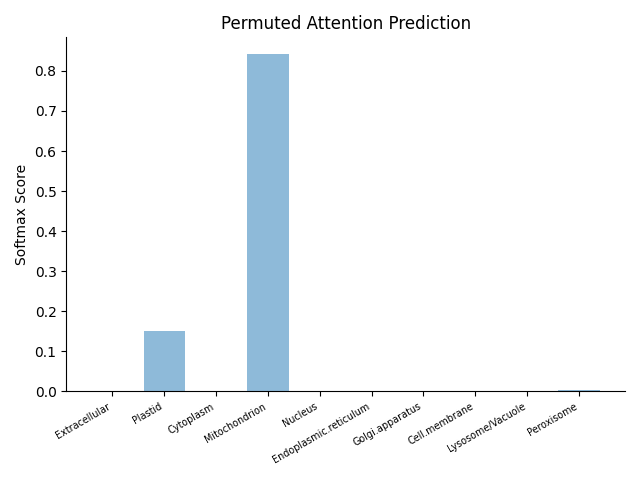 Permuted Attention Prediction
Softmax Score
0.8
0.7
0.6
0.5
0.4
0.3
0.2
0.1
0.0
Extracellular
Plastid
Cytoplasm
Mitochondrion
Nucleus
Endoplasmic.reticulum
Golgi.apparatus
Cell.membrane
Lysosome/Vacuole
Peroxisome